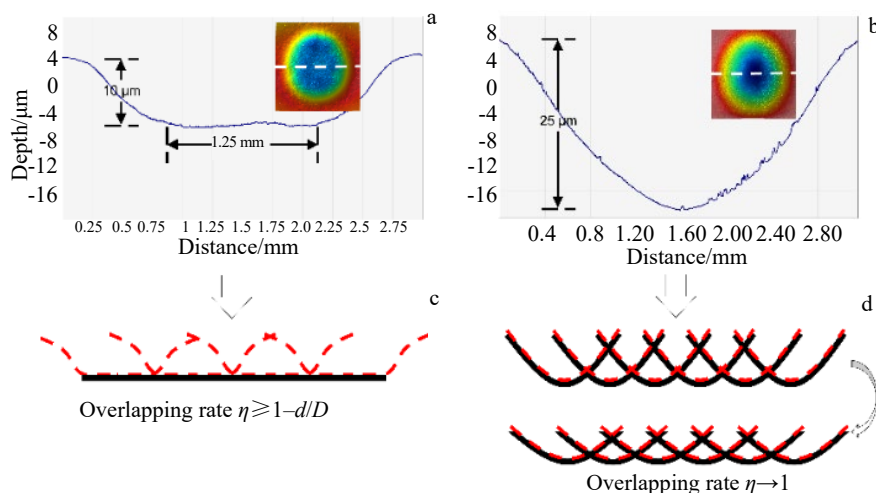 a
8
4
0
-4
-8
-12
-16
Depth/μm
10 μm
1.25 mm
0.25 0.5 0.75 1 1.25 1.5 1.75 2.0 2.25 2.75
Distance/mm
b
8
4
0
-4
-8
-12
-16
25 μm
0.4 0.8 1.20 1.60 2.00 2.40 2.80
Distance/mm
c
Overlapping rate η≥1–d/D
d
Overlapping rate η→1